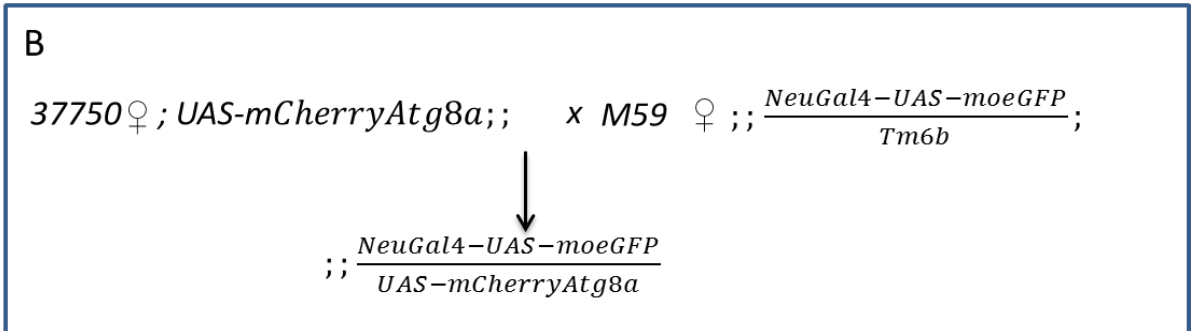 B
37750♀ ; UAS-mCherryAtg8a;; x M59 ♀ ;; NeuGal4−UAS−moeGFP/Tm6b ;
;; NeuGal4−UAS−moeGFP/UAS−mCherryAtg8a